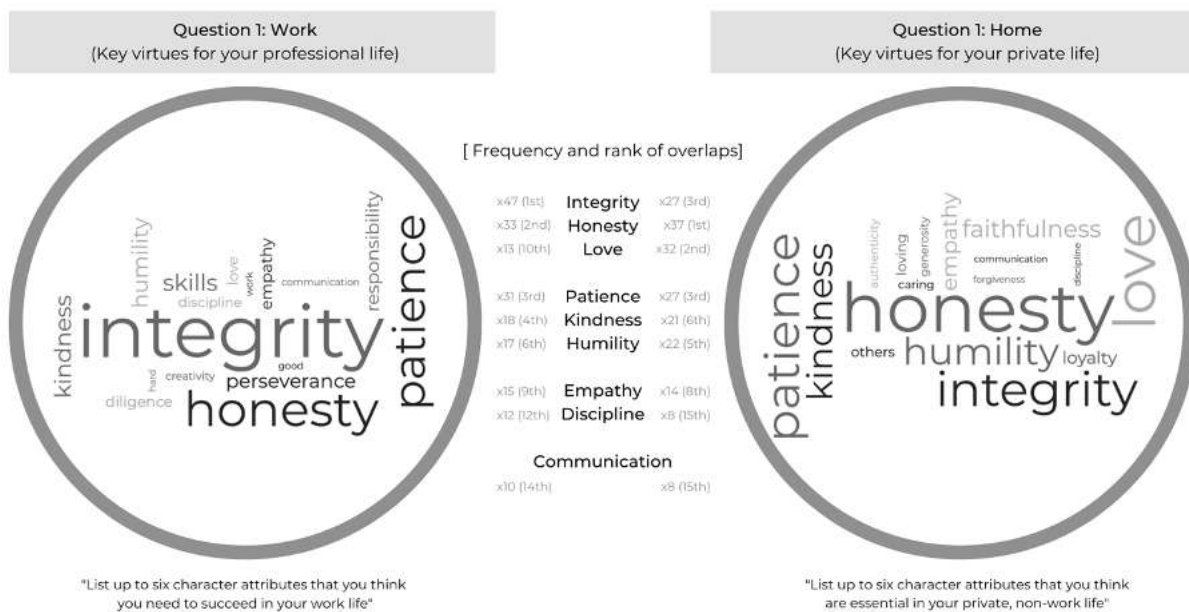 Question 1: Work
(Key virtues for your professional life)
Question 1: Home
(Key virtues for your private life)
[ Frequency and rank of overlaps]
x47 (1st) Integrity x27 (3rd)
x33 (2nd) Honesty x37 (1st)
x13 (10th) Love x32 (2nd)
x31 (3rd) Patience x27 (3rd)
x18 (4th) Kindness x21 (6th)
x17 (6th) Humility x22 (5th)
x15 (9th) Empathy x14 (8th)
x12 (12th) Discipline x8 (15th)
Communication
x10 (14th) x8 (15th)
kindness
humility
skills
love
work
empathy
communication
responsibility
patience
discipline
integrity
good
hard
creativity
perseverance
diligence
honesty
patience
kindness
authenticity
loving
generosity
empathy
faithfulness
communication
discipline
love
caring
forgiveness
honesty
others
humility
loyalty
integrity
"List up to six character attributes that you think
you need to succeed in your work life"
"List up to six character attributes that you think
are essential in your private, non-work life"